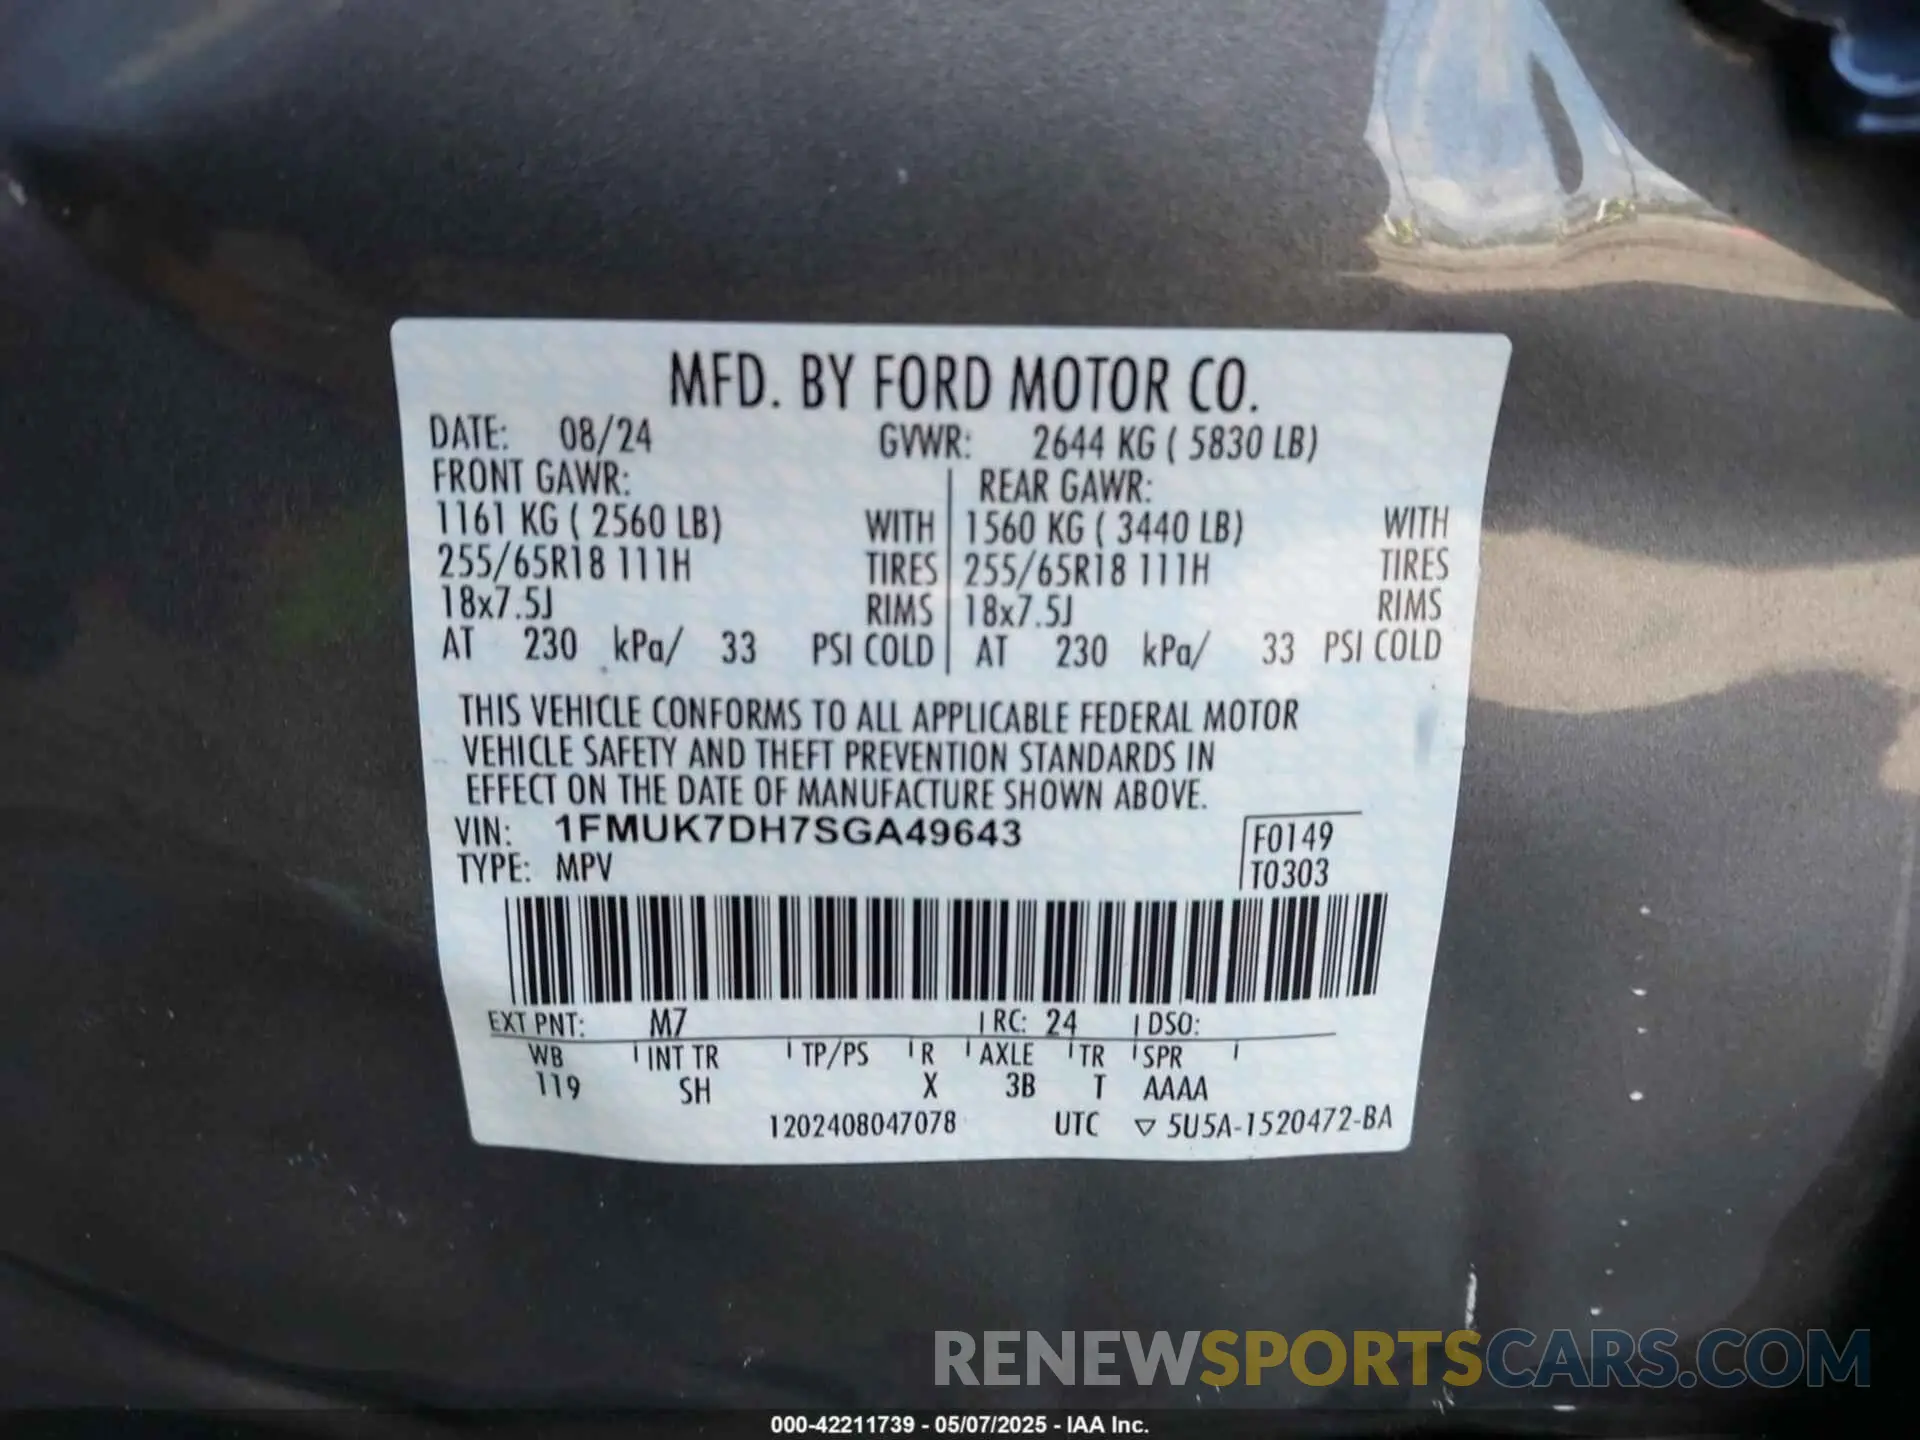 MFD. BY FORD MOTOR CO.
DATE: 08/24 GVWR: 2644 KG ( 5830 LB)
FRONT GAWR: REAR GAWR:
1161 KG ( 2560 LB) WITH 1560 KG ( 3440 LB) WITH
255/65R18 111H TIRES 255/65R18 111H TIRES
18x7.5J RIMS 18x7.5J RIMS
AT 230 kPa/ 33 PSI COLD AT 230 kPa/ 33 PSI COLD
THIS VEHICLE CONFORMS TO ALL APPLICABLE FEDERAL MOTOR
VEHICLE SAFETY AND THEFT PREVENTION STANDARDS IN
EFFECT ON THE DATE OF MANUFACTURE SHOWN ABOVE.
VIN: 1FMUK7DH7SGA49643 F0149
TYPE: MPV T0303
EXT PNT: M7 RC: 24 DSO:
WB INT TR TP/PS R AXLE TR SPR
119 SH X 3B T AAAA
1202408047078 UTC ▽ 5U5A-1520472-BA
RENEWSPORTSCARS.COM
000-42211739 - 05/07/2025 - IAA Inc.